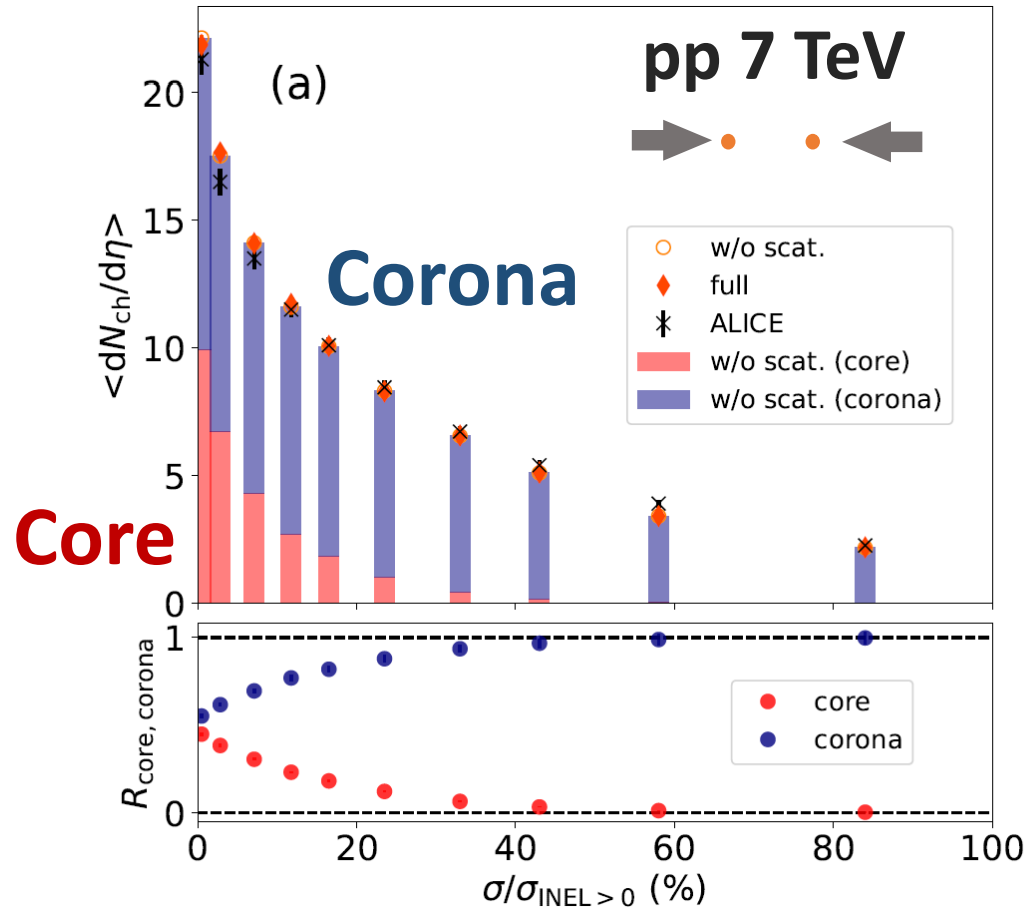 pp 7 TeV
(a)
20
15
10
5
0
<dN_ch/dη>
Corona
Core
w/o scat.
full
ALICE
w/o scat. (core)
w/o scat. (corona)
1
0
R_core, corona
core
corona
0 20 40 60 80 100
σ/σ_INEL>0 (%)